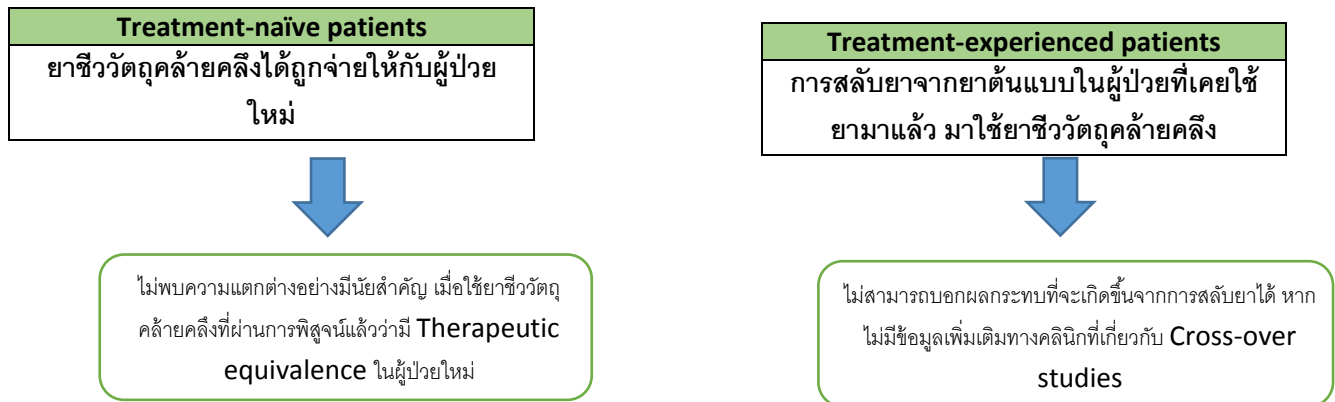 Treatment-naïve patients
ยาชีววัตถุคล้ายคลึงได้ถูกจ่ายให้กับผู้ป่วย
ใหม่
ไม่พบความแตกต่างอย่างมีนัยสำคัญ เมื่อใช้ยาชีววัตถุ
คล้ายคลึงที่ผ่านการพิสูจน์แล้วว่ามี Therapeutic
equivalence ในผู้ป่วยใหม่
Treatment-experienced patients
การสลับยาจากยาต้นแบบในผู้ป่วยที่เคยใช้
ยามาแล้ว มาใช้ยาชีววัตถุคล้ายคลึง
ไม่สามารถบอกผลกระทบที่จะเกิดขึ้นจากการสลับยาได้ หาก
ไม่มีข้อมูลเพิ่มเติมทางคลินิกที่เกี่ยวกับ Cross-over
studies